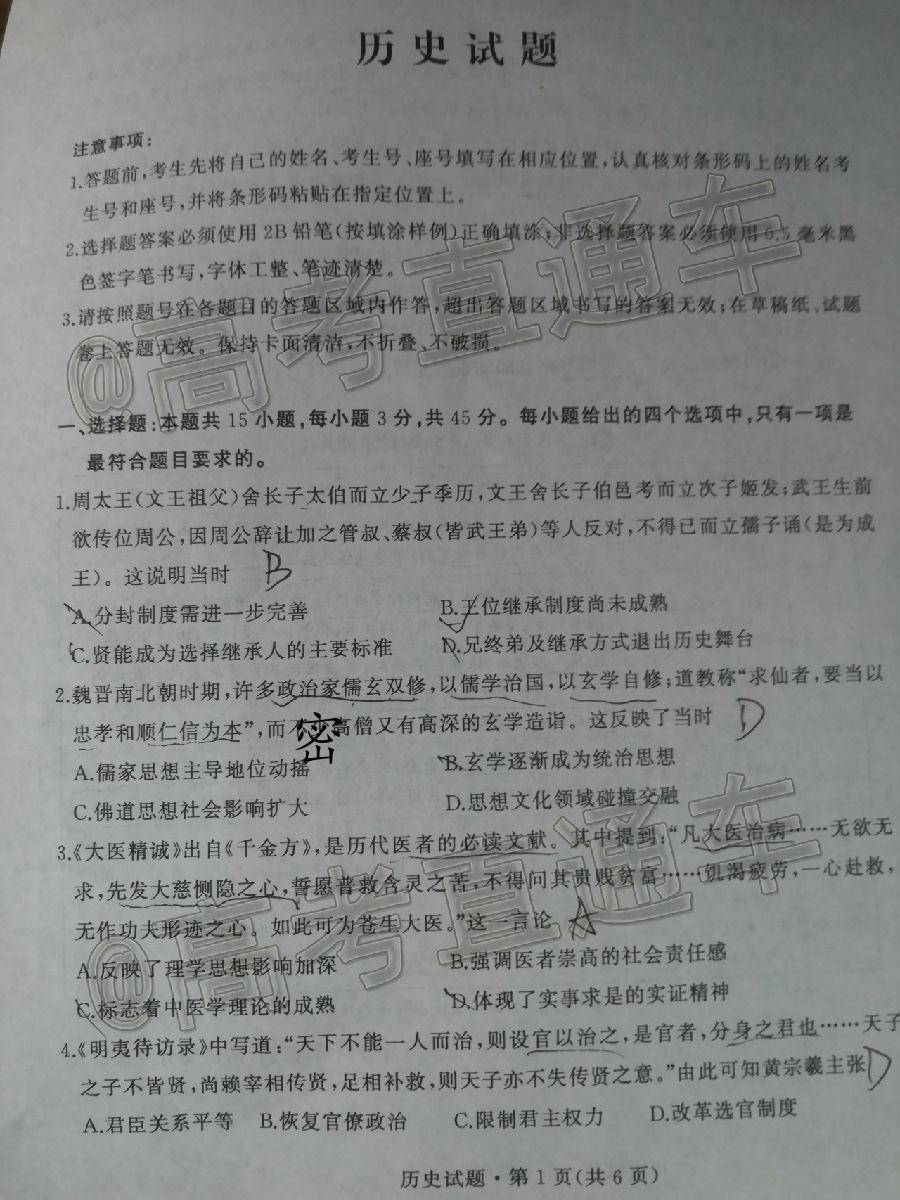 历史试题
注意事项:
1.答题前,考生先将自己的姓名、考生号、座号填写在相应位置,认真核对条形码上的姓名考
生号和座号,并将条形码粘贴在指定位置上。
2.选择题答案必须使用2B铅笔(按填涂样例)正确填涂;非选择题答案必须使用0.5毫米黑
色签字笔书写,字体工整、笔迹清楚。
3.请按照题号在各题目的答题区域内作答,超出答题区域书写的答案无效;在草稿纸、试题
卷上答题无效。保持卡面清洁,不折叠、不破损。
@高考直通车
一、选择题:本题共15小题,每小题3分,共45分。每小题给出的四个选项中,只有一项是
最符合题目要求的。
1.周太王(文王祖父)舍长子太伯而立少子季历,文王舍长子伯邑考而立次子姬发;武王生前
欲传位周公,因周公辞让加之管叔、蔡叔(皆武王弟)等人反对,不得已而立孺子诵(是为成
王)。这说明当时 B
A.分封制度需进一步完善 B.王位继承制度尚未成熟
C.贤能成为选择继承人的主要标准 D.兄终弟及继承方式退出历史舞台
2.魏晋南北朝时期,许多政治家儒玄双修,以儒学治国,以玄学自修;道教称“求仙者,要当以
忠孝和顺仁信为本”,而不 密 高僧又有高深的玄学造诣。这反映了当时 D
A.儒家思想主导地位动摇 B.玄学逐渐成为统治思想
C.佛道思想社会影响扩大 D.思想文化领域碰撞交融
3.《大医精诚》出自《千金方》,是历代医者的必读文献。其中提到:“凡大医治病……无欲无
求,先发大慈恻隐之心,誓愿普救含灵之苦,不得问其贵贱贫富……饥渴疲劳,一心赴救,
无作功夫形迹之心。如此可为苍生大医。”这一言论 A
@高考直通车
A.反映了理学思想影响加深 B.强调医者崇高的社会责任感
C.标志着中医学理论的成熟 D.体现了实事求是的实证精神
4.《明夷待访录》中写道:“天下不能一人而治,则设官以治之,是官者,分身之君也……天子
之子不皆贤,尚赖宰相传贤,足相补救,则天子亦不失传贤之意。”由此可知黄宗羲主张 D
A.君臣关系平等 B.恢复官僚政治 C.限制君主权力 D.改革选官制度
历史试题·第1页(共6页)